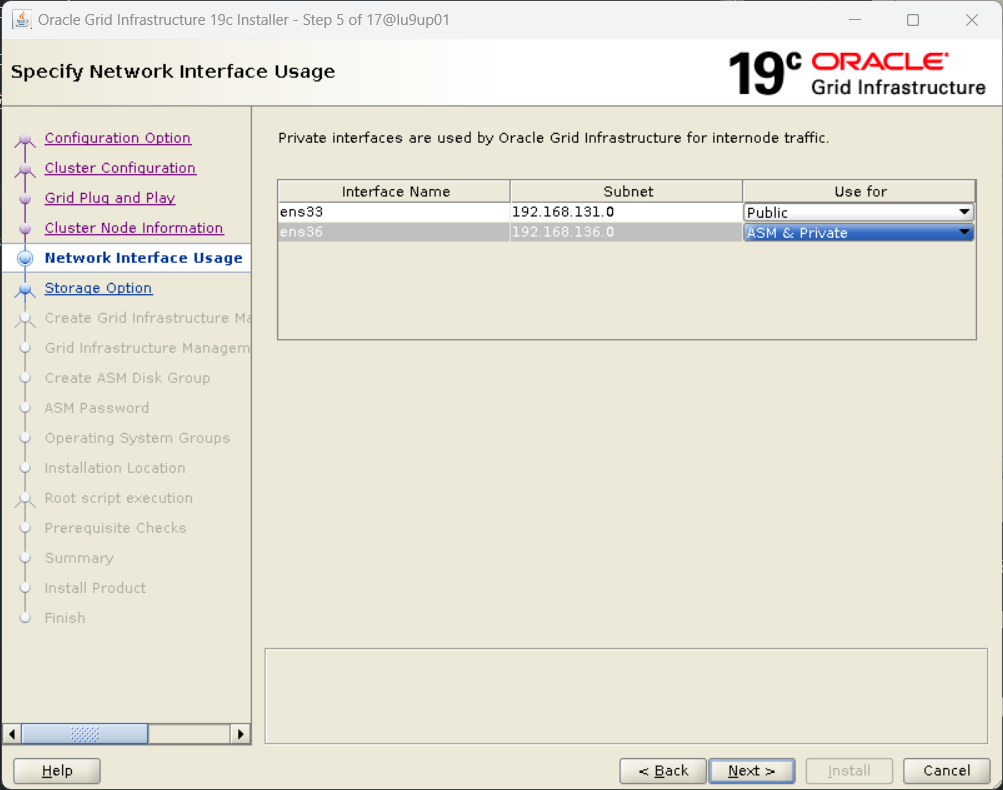 Oracle Grid Infrastructure 19c Installer - Step 5 of 17@lu9up01
Specify Network Interface Usage
19c ORACLE
Grid Infrastructure
Configuration Option
Cluster Configuration
Grid Plug and Play
Cluster Node Information
Network Interface Usage
Storage Option
Create Grid Infrastructure Ma
Grid Infrastructure Managem
Create ASM Disk Group
ASM Password
Operating System Groups
Installation Location
Root script execution
Prerequisite Checks
Summary
Install Product
Finish
Private interfaces are used by Oracle Grid Infrastructure for internode traffic.
Interface Name Subnet Use for
ens33 192.168.131.0 Public
ens36 192.168.136.0 ASM & Private
Help < Back Next > Install Cancel